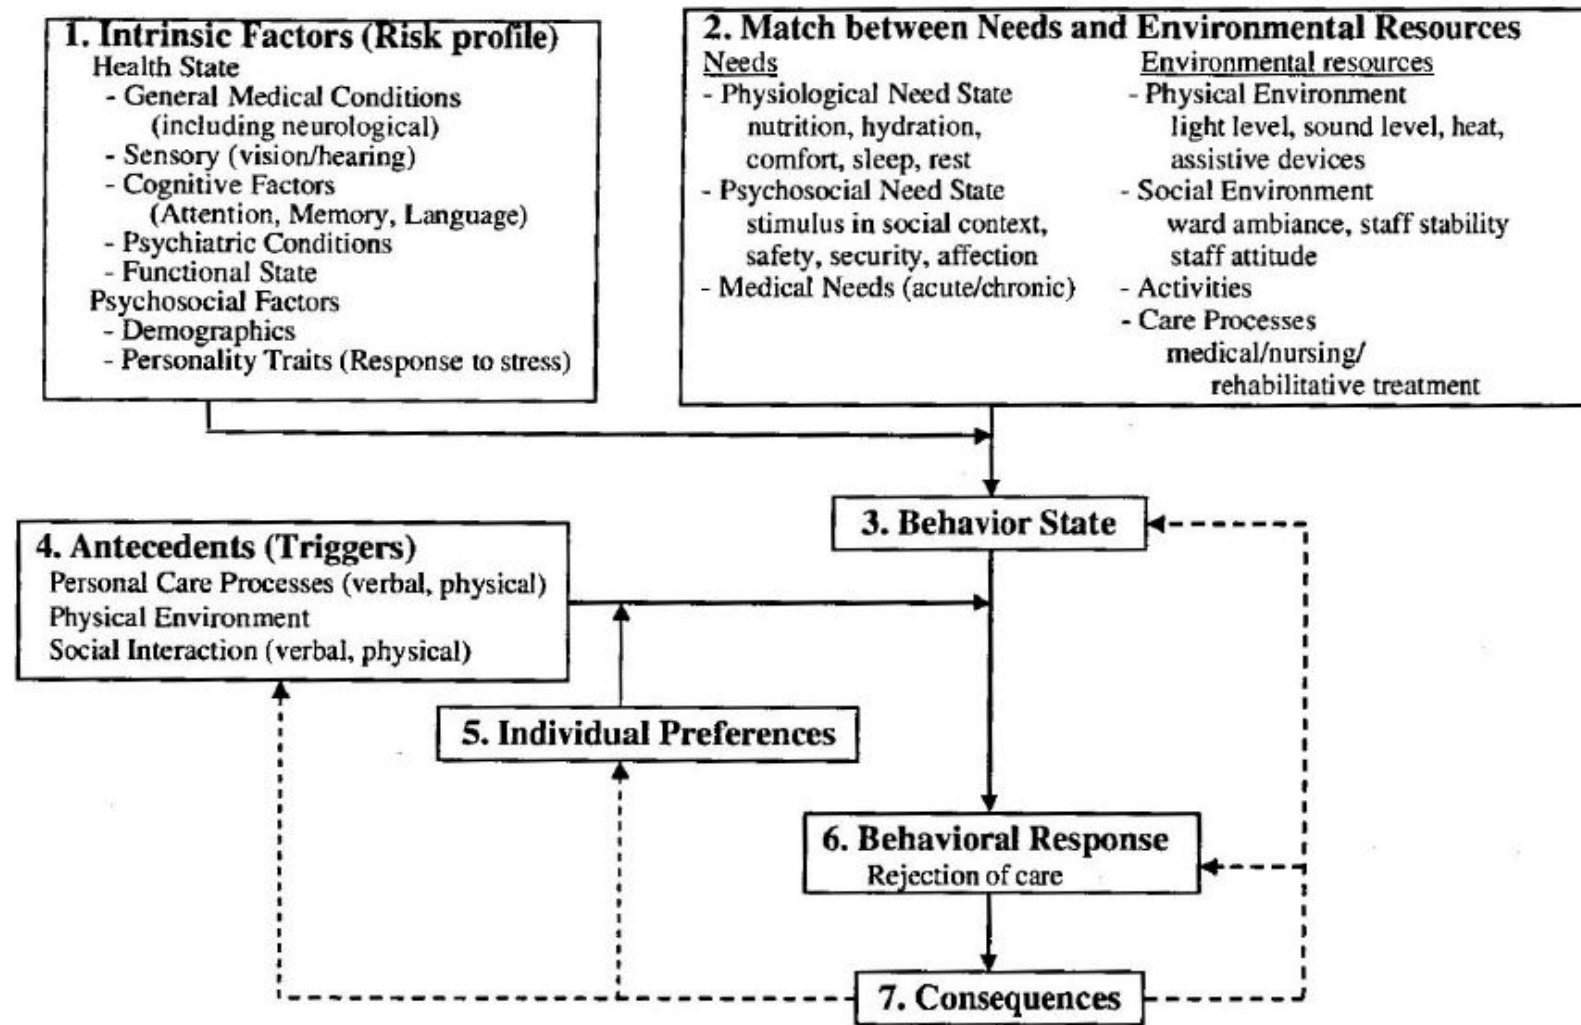 1. Intrinsic Factors (Risk profile)
Health State
- General Medical Conditions
(including neurological)
- Sensory (vision/hearing)
- Cognitive Factors
(Attention, Memory, Language)
- Psychiatric Conditions
- Functional State
Psychosocial Factors
- Demographics
- Personality Traits (Response to stress)
2. Match between Needs and Environmental Resources
Needs
- Physiological Need State
nutrition, hydration,
comfort, sleep, rest
- Psychosocial Need State
stimulus in social context,
safety, security, affection
- Medical Needs (acute/chronic)
Environmental resources
- Physical Environment
light level, sound level, heat,
assistive devices
- Social Environment
ward ambiance, staff stability
staff attitude
- Activities
- Care Processes
medical/nursing/
rehabilitative treatment
3. Behavior State
4. Antecedents (Triggers)
Personal Care Processes (verbal, physical)
Physical Environment
Social Interaction (verbal, physical)
5. Individual Preferences
6. Behavioral Response
Rejection of care
7. Consequences